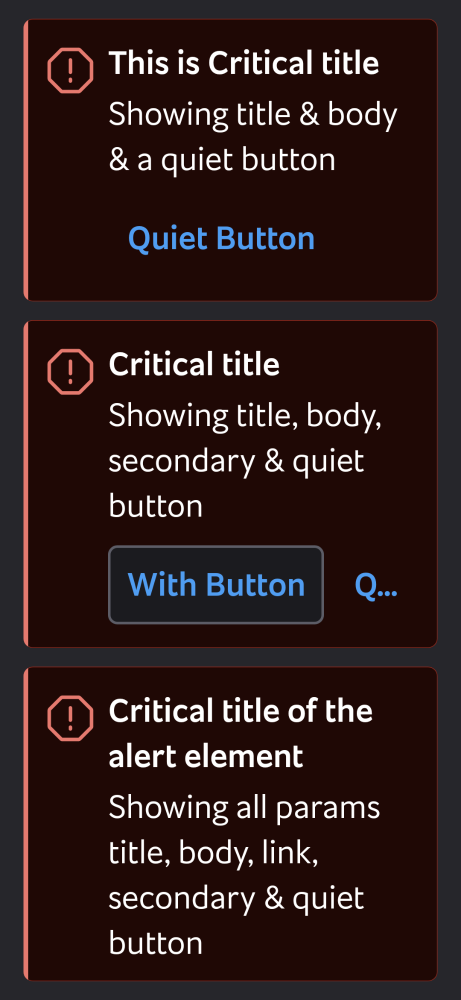 This is Critical title
Showing title & body
& a quiet button
Quiet Button
Critical title
Showing title, body,
secondary & quiet
button
With Button Q...
Critical title of the
alert element
Showing all params
title, body, link,
secondary & quiet
button